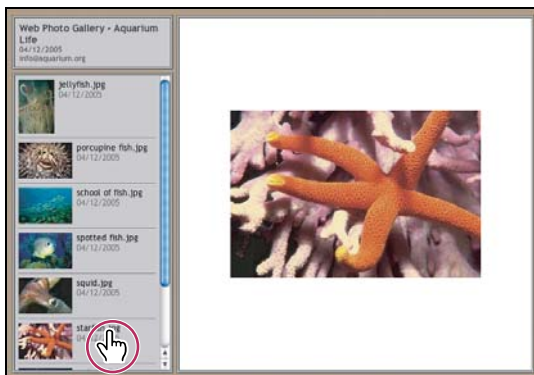 Web Photo Gallery - Aquarium
Life
04/12/2005
info@aquarium.org
jellyfish.jpg
04/12/2005
porcupine fish.jpg
04/12/2005
school of fish.jpg
04/12/2005
spotted fish.jpg
04/12/2005
squid.jpg
04/12/2005